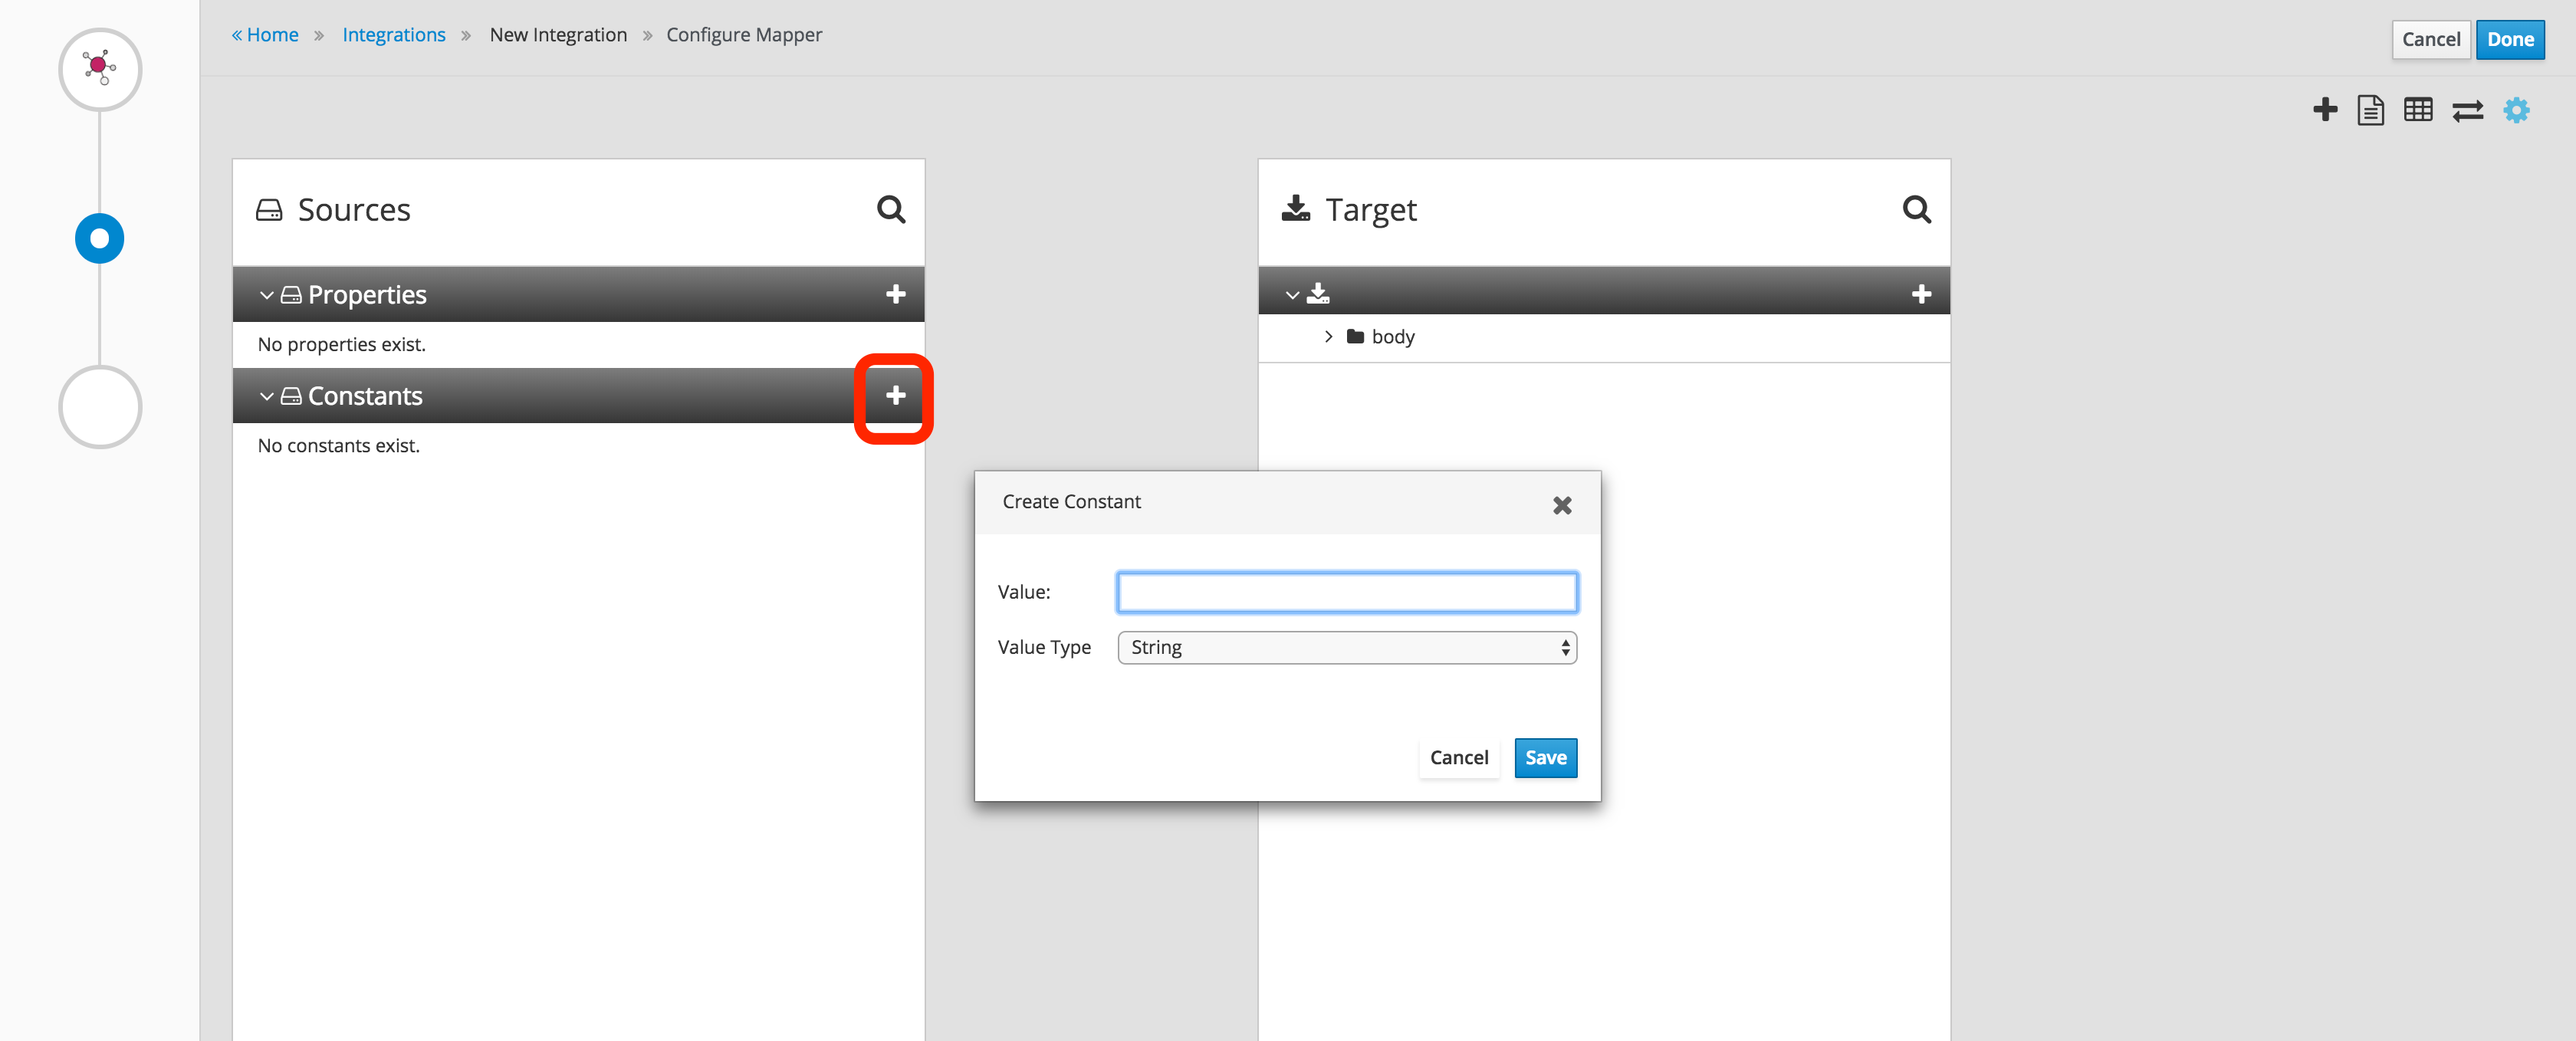 « Home » Integrations » New Integration » Configure Mapper
Cancel Done
Sources
Target
Properties
No properties exist.
body
Constants
No constants exist.
Create Constant
Value:
Value Type String
Cancel Save